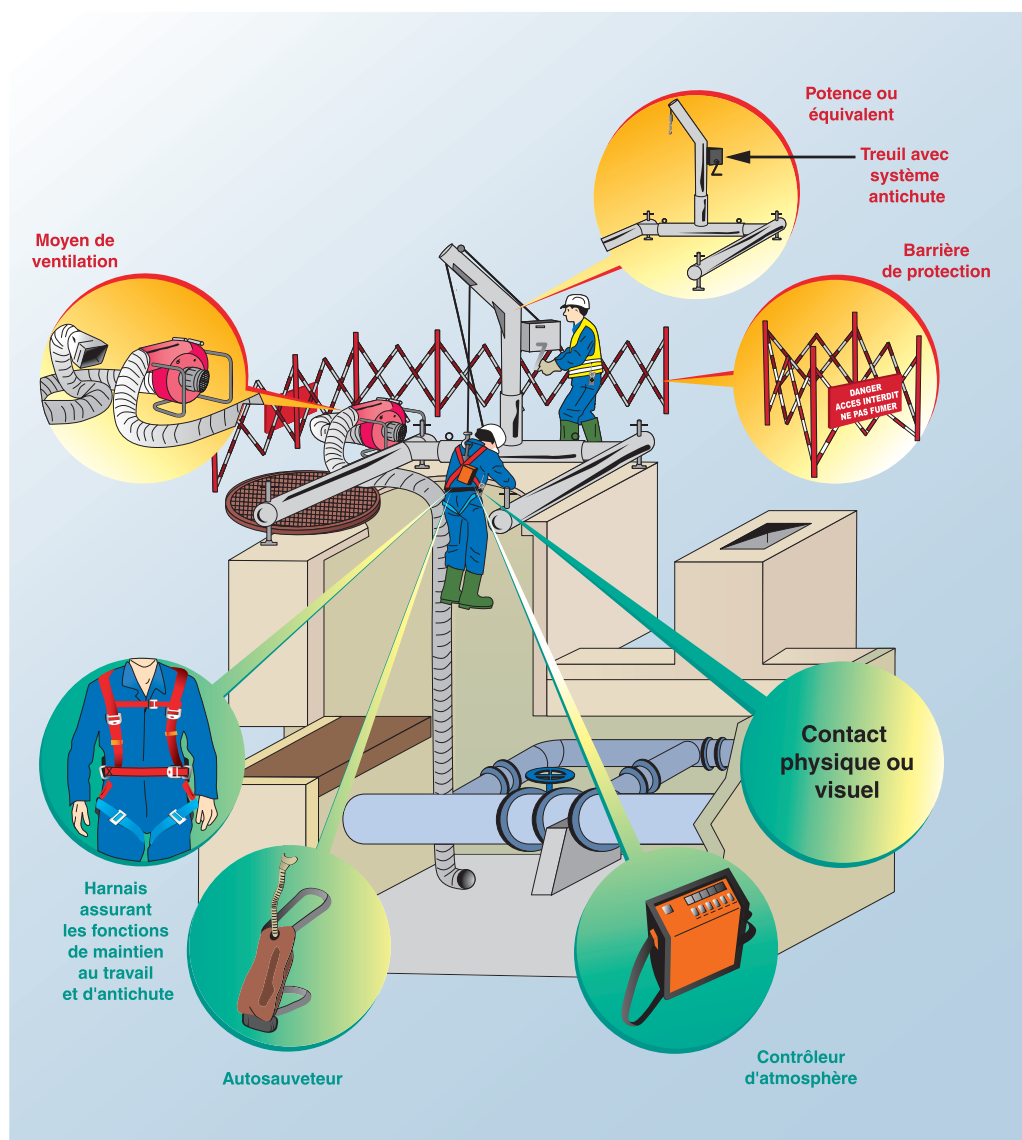 Potence ou
équivalent
Treuil avec
système
antichute
Moyen de
ventilation
Barrière
de protection
DANGER
ACCES INTERDIT
NE PAS FUMER
Contact
physique ou
visuel
Harnais
assurant
les fonctions
de maintien
au travail
et d'antichute
Autosauveteur
Contrôleur
d'atmosphère